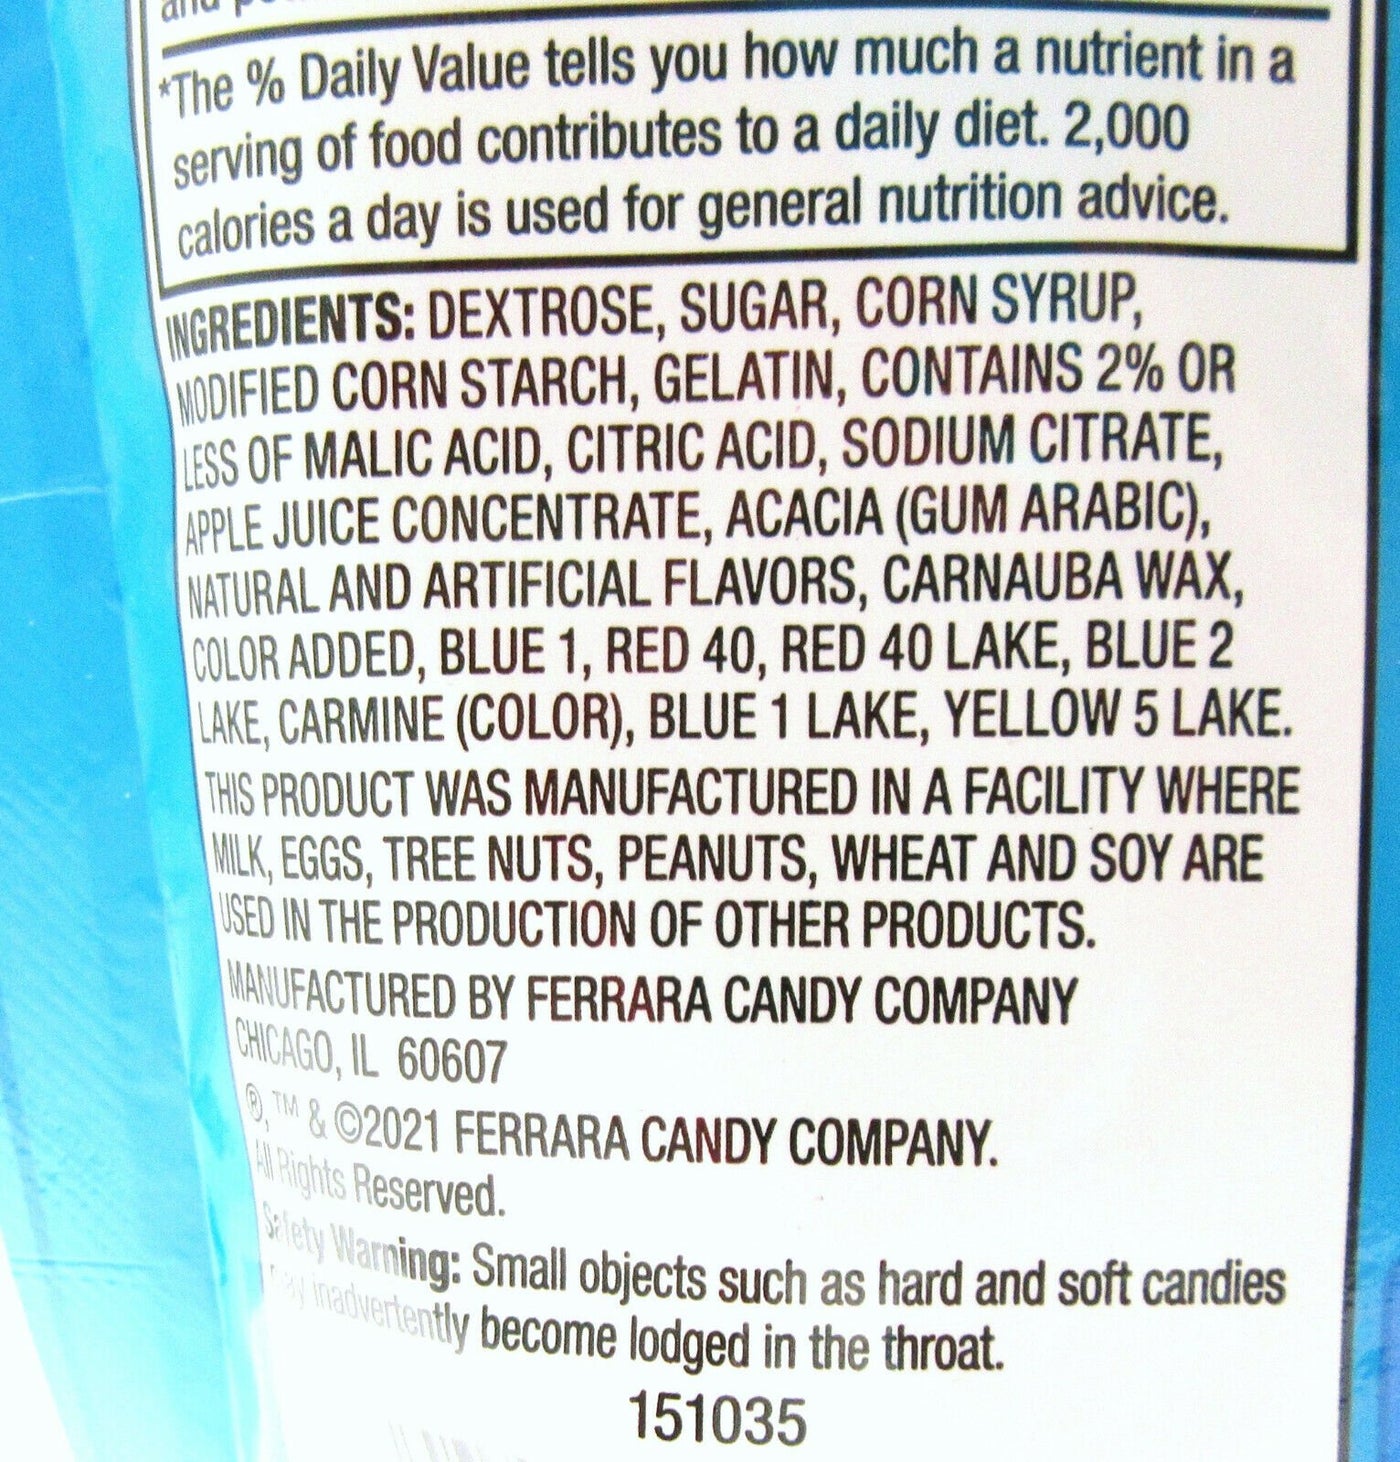 *The % Daily Value tells you how much a nutrient in a
serving of food contributes to a daily diet. 2,000
calories a day is used for general nutrition advice.
INGREDIENTS: DEXTROSE, SUGAR, CORN SYRUP,
MODIFIED CORN STARCH, GELATIN, CONTAINS 2% OR
LESS OF MALIC ACID, CITRIC ACID, SODIUM CITRATE,
APPLE JUICE CONCENTRATE, ACACIA (GUM ARABIC),
NATURAL AND ARTIFICIAL FLAVORS, CARNAUBA WAX,
COLOR ADDED, BLUE 1, RED 40, RED 40 LAKE, BLUE 2
LAKE, CARMINE (COLOR), BLUE 1 LAKE, YELLOW 5 LAKE.
THIS PRODUCT WAS MANUFACTURED IN A FACILITY WHERE
MILK, EGGS, TREE NUTS, PEANUTS, WHEAT AND SOY ARE
USED IN THE PRODUCTION OF OTHER PRODUCTS.
MANUFACTURED BY FERRARA CANDY COMPANY
CHICAGO, IL 60607
®, ™ & ©2021 FERRARA CANDY COMPANY.
All Rights Reserved.
Safety Warning: Small objects such as hard and soft candies
may inadvertently become lodged in the throat.
151035